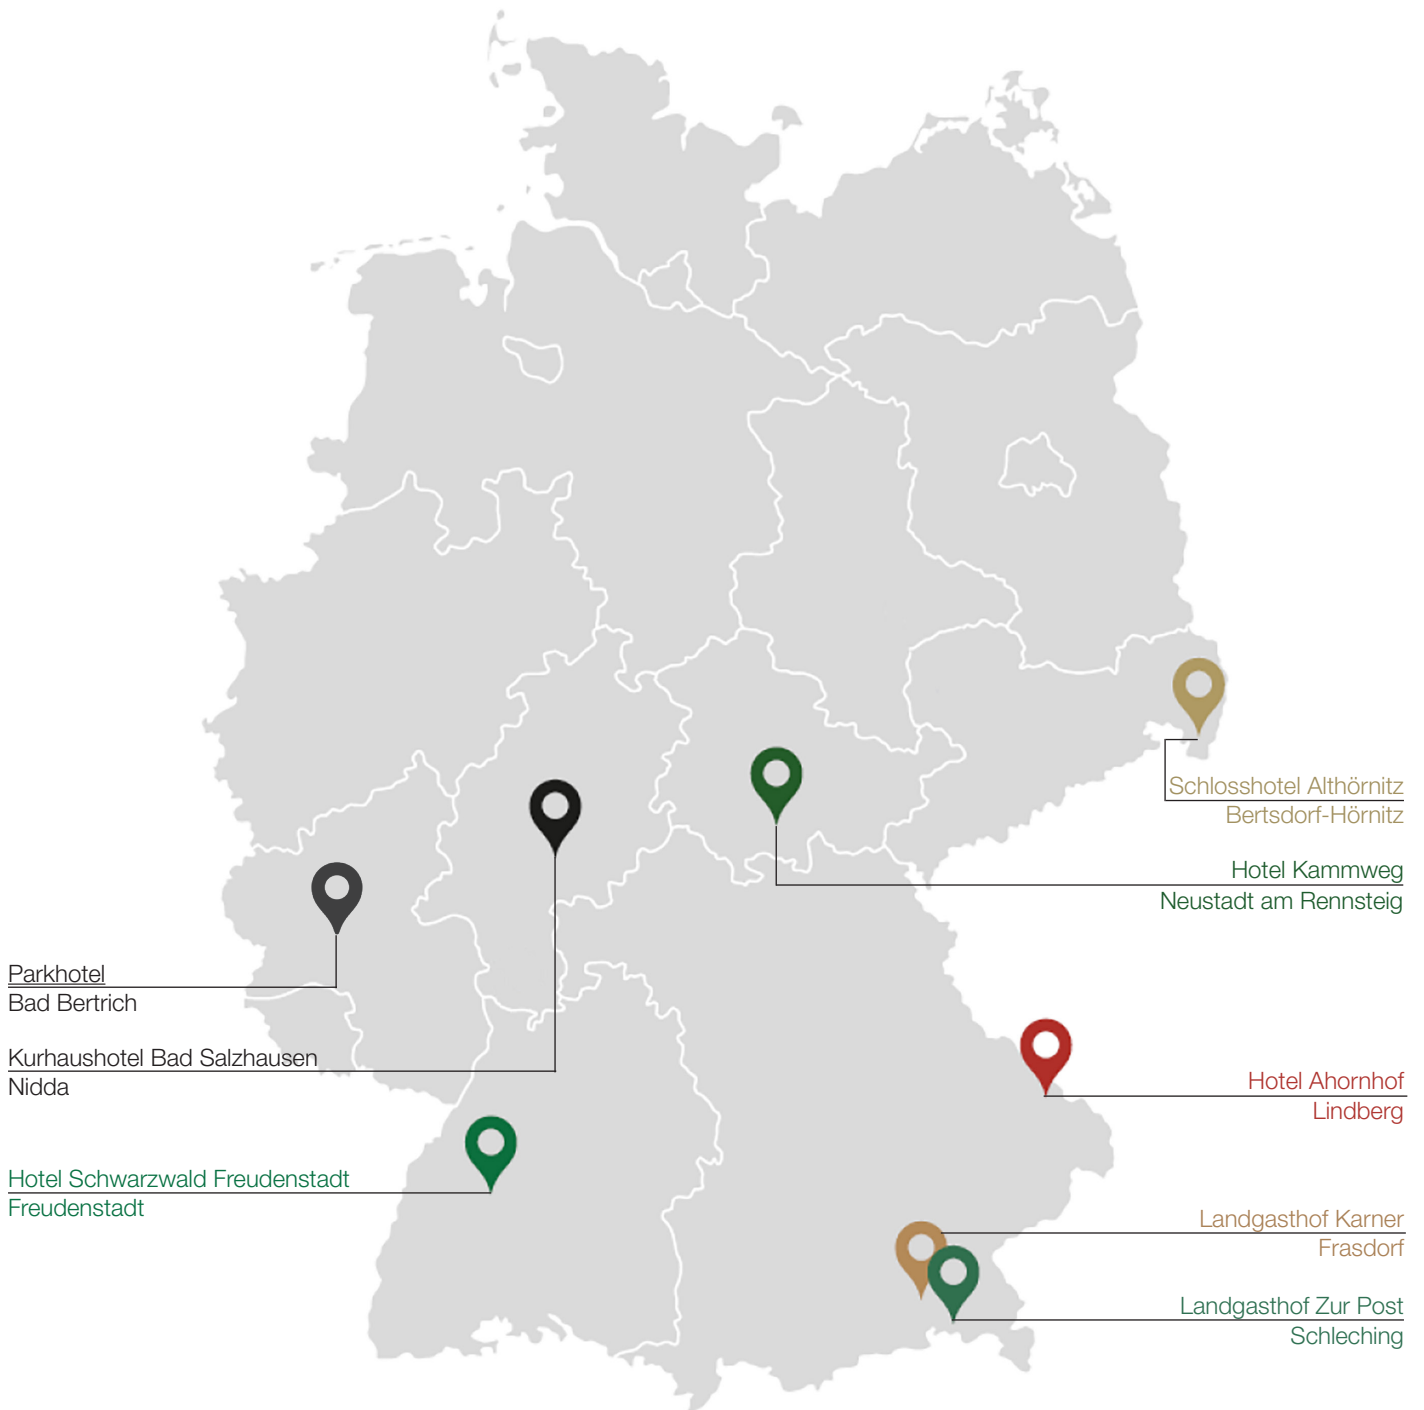 Schlosshotel Althörnitz
Bertsdorf-Hörnitz
Hotel Kammweg
Neustadt am Rennsteig
Parkhotel
Bad Bertrich
Kurhaushotel Bad Salzhausen
Nidda
Hotel Ahornhof
Lindberg
Hotel Schwarzwald Freudenstadt
Freudenstadt
Landgasthof Karner
Frasdorf
Landgasthof Zur Post
Schleching